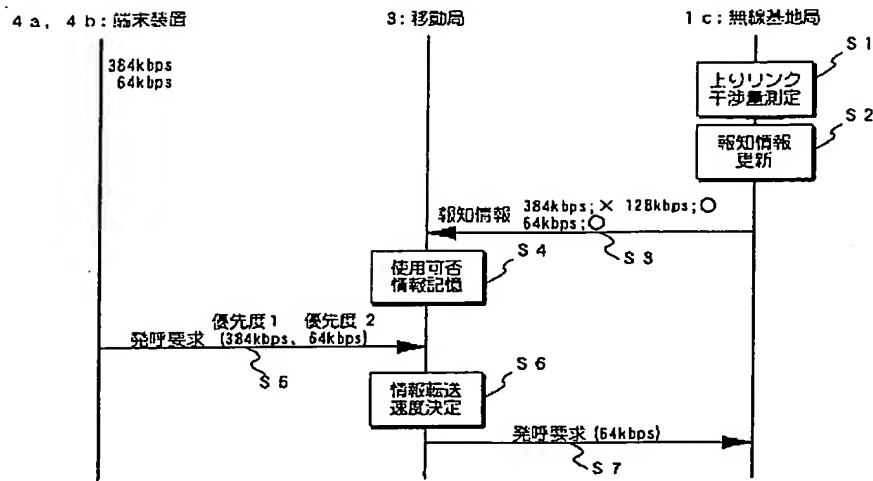 4a, 4b:端末装置
3:移動局
1c:無線基地局
384kbps
64kbps
上りリンク
干渉量測定
S1
報知情報
更新
S2
報知情報
384kbps;× 128kbps;○
64kbps;○
S3
使用可否
情報記憶
S4
優先度1 優先度2
発呼要求 (384kbps、64kbps)
S5
情報転送
速度決定
S6
発呼要求 (64kbps)
S7